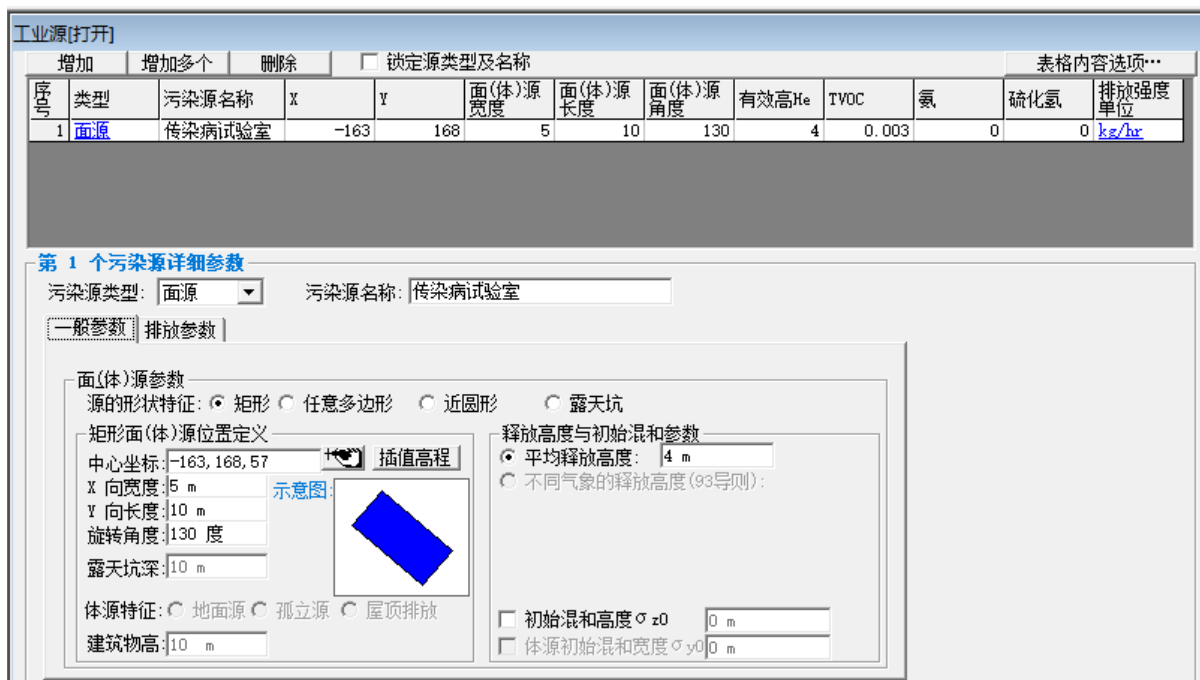 工业源[打开]
增加 增加多个 删除 锁定源类型及名称 表格内容选项…
序号 类型 污染源名称 X Y 面(体)源宽度 面(体)源长度 面(体)源角度 有效高He TVOC 氨 硫化氢 排放强度单位
1 面源 传染病试验室 -163 168 5 10 130 4 0.003 0 0 kg/hr
第 1 个污染源详细参数
污染源类型: 面源 污染源名称: 传染病试验室
一般参数 排放参数
面(体)源参数
源的形状特征: 矩形 任意多边形 近圆形 露天坑
矩形面(体)源位置定义
中心坐标: -163,168,57 插值高程
X 向宽度: 5 m
示意图:
Y 向长度: 10 m
旋转角度: 130 度
露天坑深: 10 m
体源特征: 地面源 孤立源 屋顶排放
建筑物高: 10 m
释放高度与初始混和参数
平均释放高度: 4 m
不同气象的释放高度(93导则):
初始混和高度σz0 0 m
体源初始混和宽度σy0 0 m